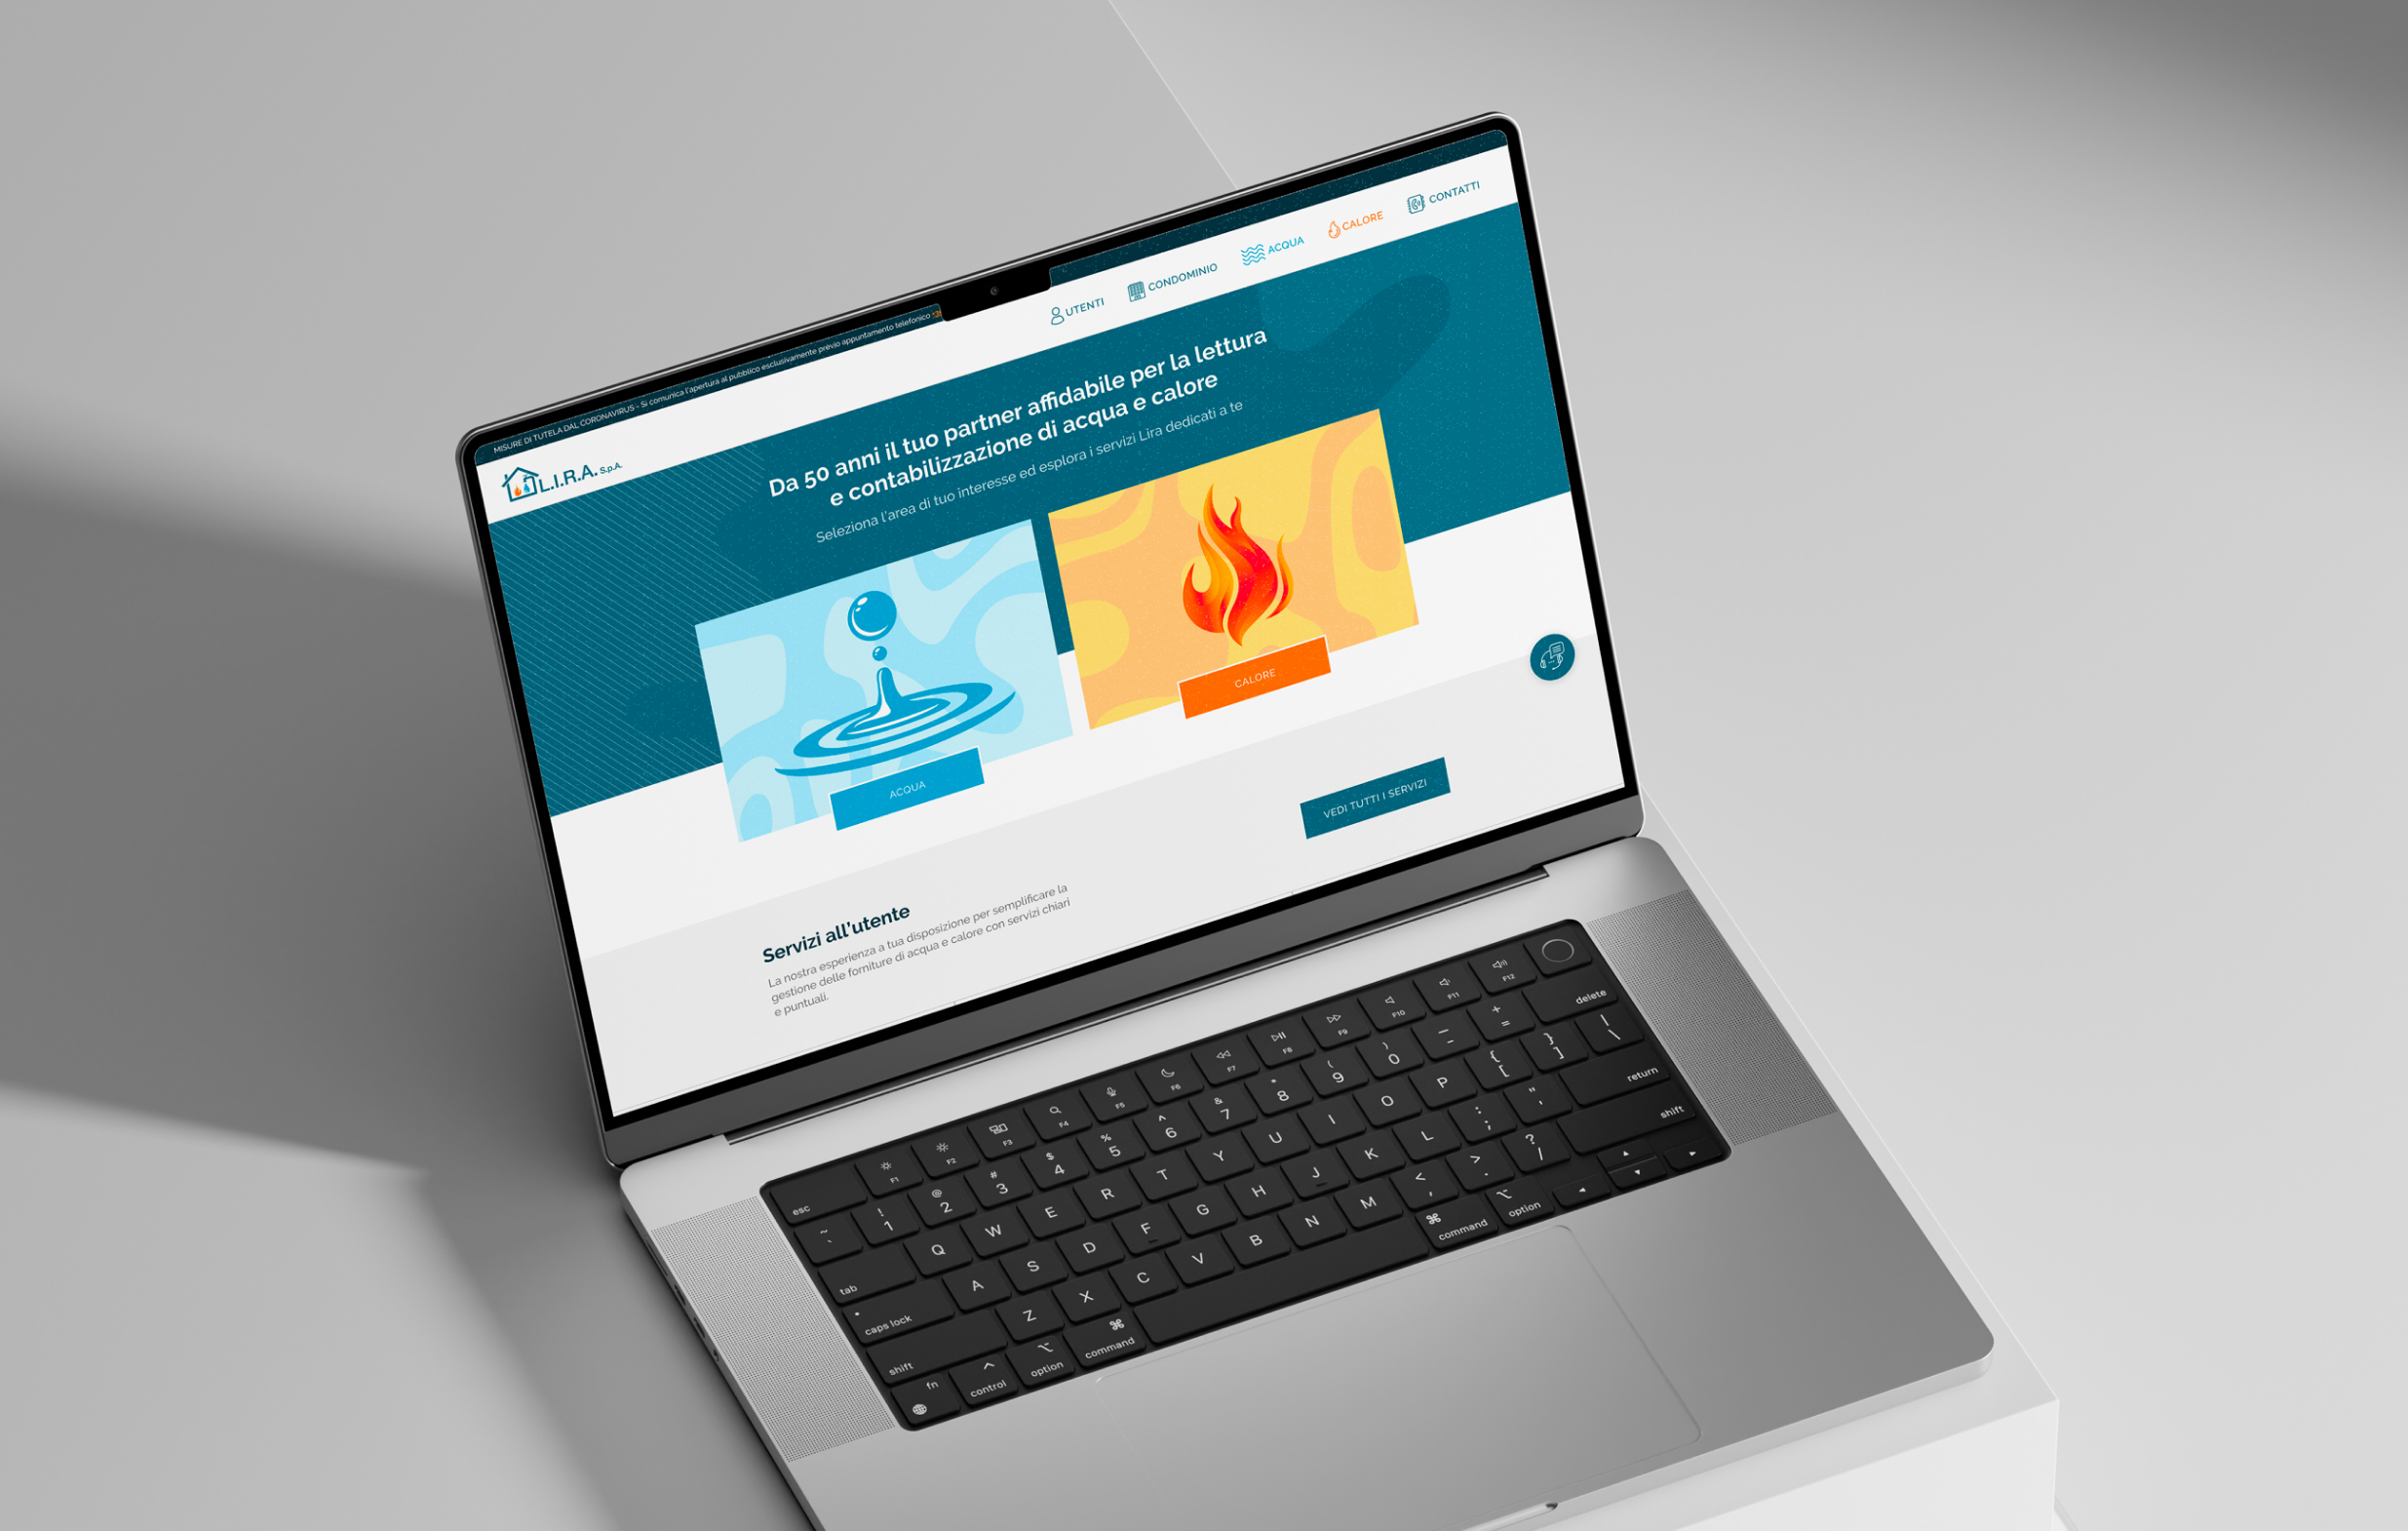 MISURE DI TUTELA DAL CORONAVIRUS - Si comunica l'apertura al pubblico esclusivamente previo appuntamento telefonico
L.I.R.A. S.p.A.
UTENTI
CONDOMINIO
ACQUA
CALORE
CONTATTI
Da 50 anni il tuo partner affidabile per la lettura
e contabilizzazione di acqua e calore
Seleziona l'area di tuo interesse ed esplora i servizi Lira dedicati a te
ACQUA
CALORE
Servizi all'utente
La nostra esperienza a tua disposizione per semplificare la
gestione delle forniture di acqua e calore con servizi chiari
e puntuali.
VEDI TUTTI I SERVIZI
esc F1 F2 F3 F4 F5 F6 F7 F8 F9 F10 F11 F12
~ ` ! 1 @ 2 # 3 $ 4 % 5 ^ 6 & 7 * 8 ( 9 ) 0 — - + = delete
tab Q W E R T Y U I O P { [ } ] | \
caps lock A S D F G H J K L : ; " ' return
shift Z X C V B N M < , > . ? / shift
fn control option ⌘ command ⌘ command option